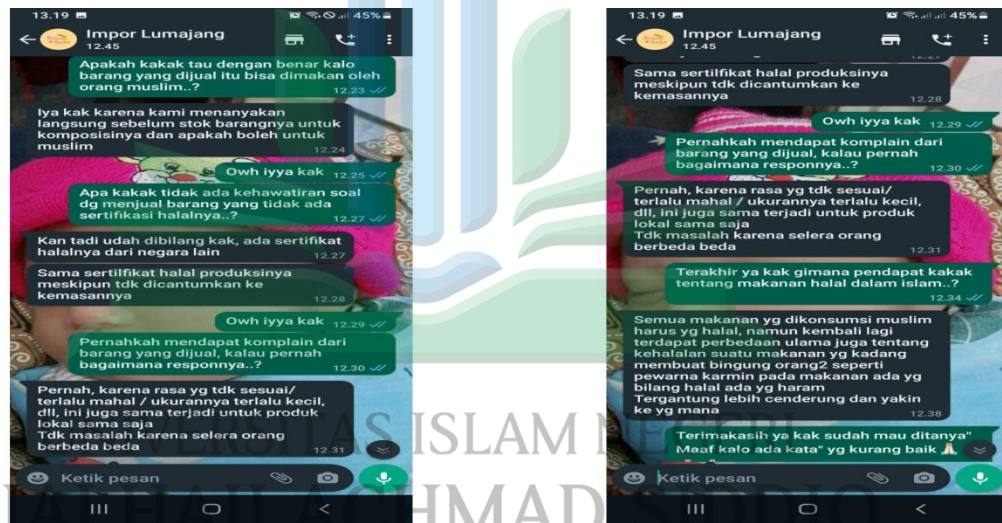 13.19 45%
Impor Lumajang
12.45
Apakah kakak tau dengan benar kalo
barang yang dijual itu bisa dimakan oleh
orang muslim..?
12.23
Iya kak karena kami menanyakan
langsung sebelum stok barangnya untuk
komposisinya dan apakah boleh untuk
muslim
12.24
Owh iyya kak 12.25
Apa kakak tidak ada kehawatiran soal
dg menjual barang yang tidak ada
sertifikasi halalnya..?
12.27
Kan tadi udah dibilang kak, ada sertifikat
halalnya dari negara lain
12.27
Sama sertilfikat halal produksinya
meskipun tdk dicantumkan ke
kemasannya
12.28
Owh iyya kak 12.29
Pernahkah mendapat komplain dari
barang yang dijual, kalau pernah
bagaimana responnya..?
12.30
Pernah, karena rasa yg tdk sesuai/
terlalu mahal / ukurannya terlalu kecil,
dll, ini juga sama terjadi untuk produk
lokal sama saja
Tdk masalah karena selera orang
berbeda beda
12.31
Ketik pesan
13.19 45%
Impor Lumajang
12.45
Sama sertilfikat halal produksinya
meskipun tdk dicantumkan ke
kemasannya
12.28
Owh iyya kak 12.29
Pernahkah mendapat komplain dari
barang yang dijual, kalau pernah
bagaimana responnya..?
12.30
Pernah, karena rasa yg tdk sesuai/
terlalu mahal / ukurannya terlalu kecil,
dll, ini juga sama terjadi untuk produk
lokal sama saja
Tdk masalah karena selera orang
berbeda beda
12.31
Terakhir ya kak gimana pendapat kakak
tentang makanan halal dalam islam..?
12.34
Semua makanan yg dikonsumsi muslim
harus yg halal, namun kembali lagi
terdapat perbedaan ulama juga tentang
kehalalan suatu makanan yg kadang
membuat bingung orang2 seperti
pewarna karmin pada makanan ada yg
bilang halal ada yg haram
Tergantung lebih cenderung dan yakin
ke yg mana
12.38
Terimakasih ya kak sudah mau ditanya"
Maaf kalo ada kata" yg kurang baik 🙏
Ketik pesan
ISLAM